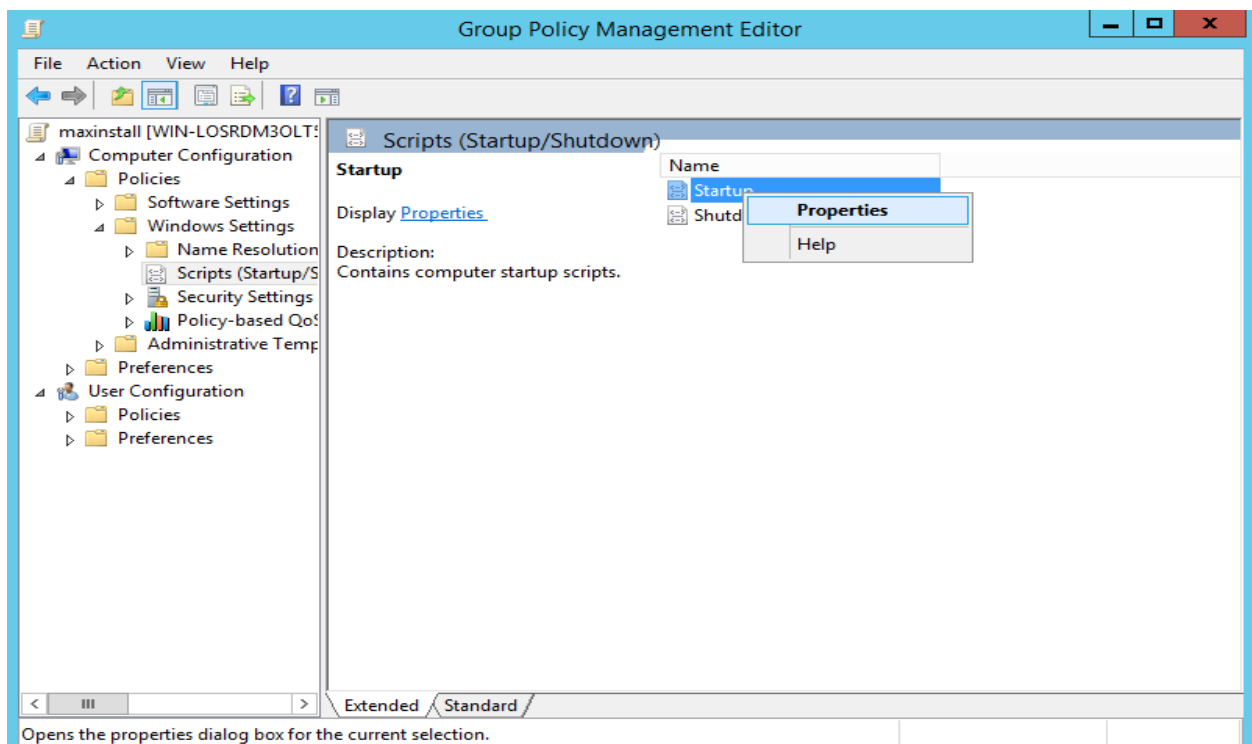 Group Policy Management Editor
File Action View Help
maxinstall [WIN-LOSRDM3OLT5
Computer Configuration
Policies
Software Settings
Windows Settings
Name Resolution
Scripts (Startup/S
Security Settings
Policy-based QoS
Administrative Temp
Preferences
User Configuration
Policies
Preferences
Scripts (Startup/Shutdown)
Startup
Display Properties
Description:
Contains computer startup scripts.
Name
Startup
Shutd
Properties
Help
Extended Standard
Opens the properties dialog box for the current selection.